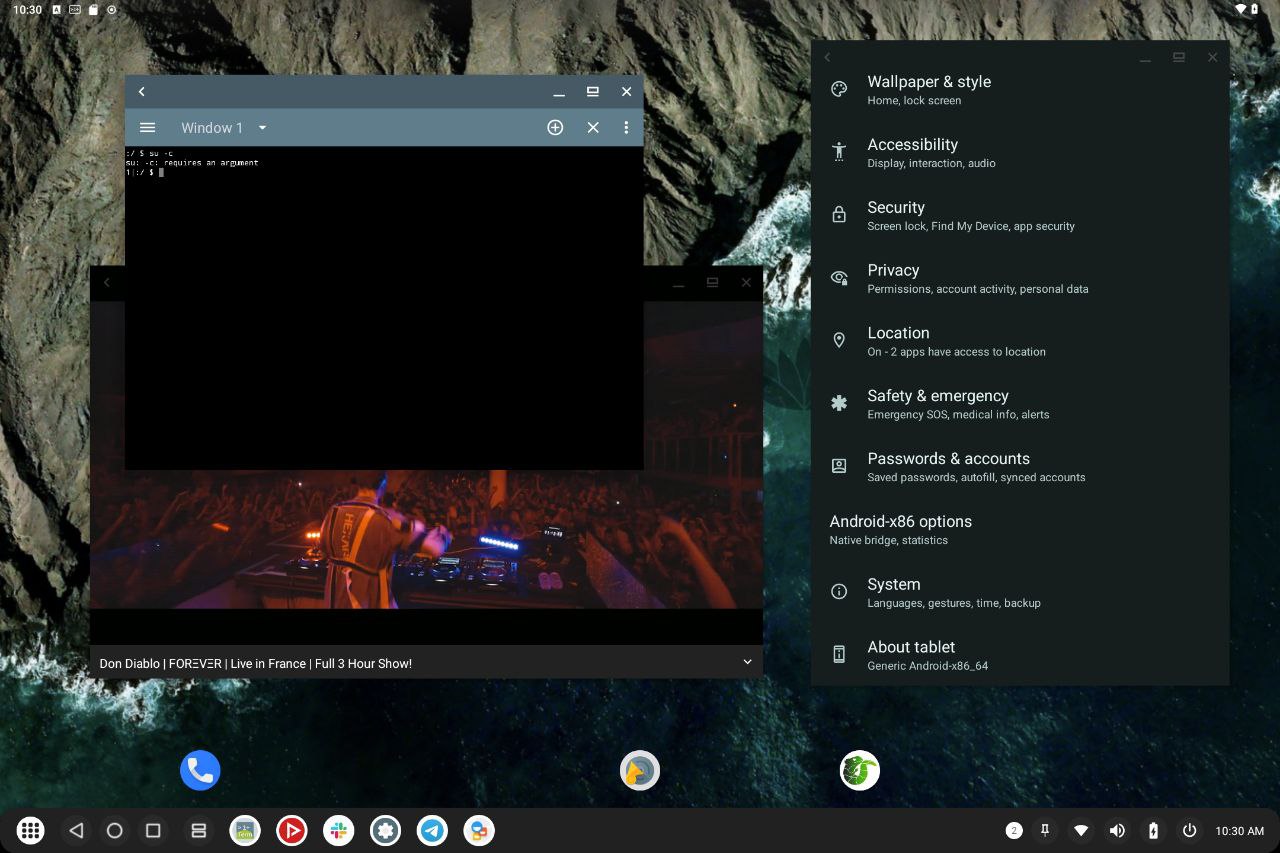 10:30
Window 1
:/ $ su -c
su: -c: requires an argument
1|:/ $
HEXAGON
Don Diablo | FORΞVΞR | Live in France | Full 3 Hour Show!
Wallpaper & style
Home, lock screen
Accessibility
Display, interaction, audio
Security
Screen lock, Find My Device, app security
Privacy
Permissions, account activity, personal data
Location
On - 2 apps have access to location
Safety & emergency
Emergency SOS, medical info, alerts
Passwords & accounts
Saved passwords, autofill, synced accounts
Android-x86 options
Native bridge, statistics
System
Languages, gestures, time, backup
About tablet
Generic Android-x86_64
Term
2
10:30 AM